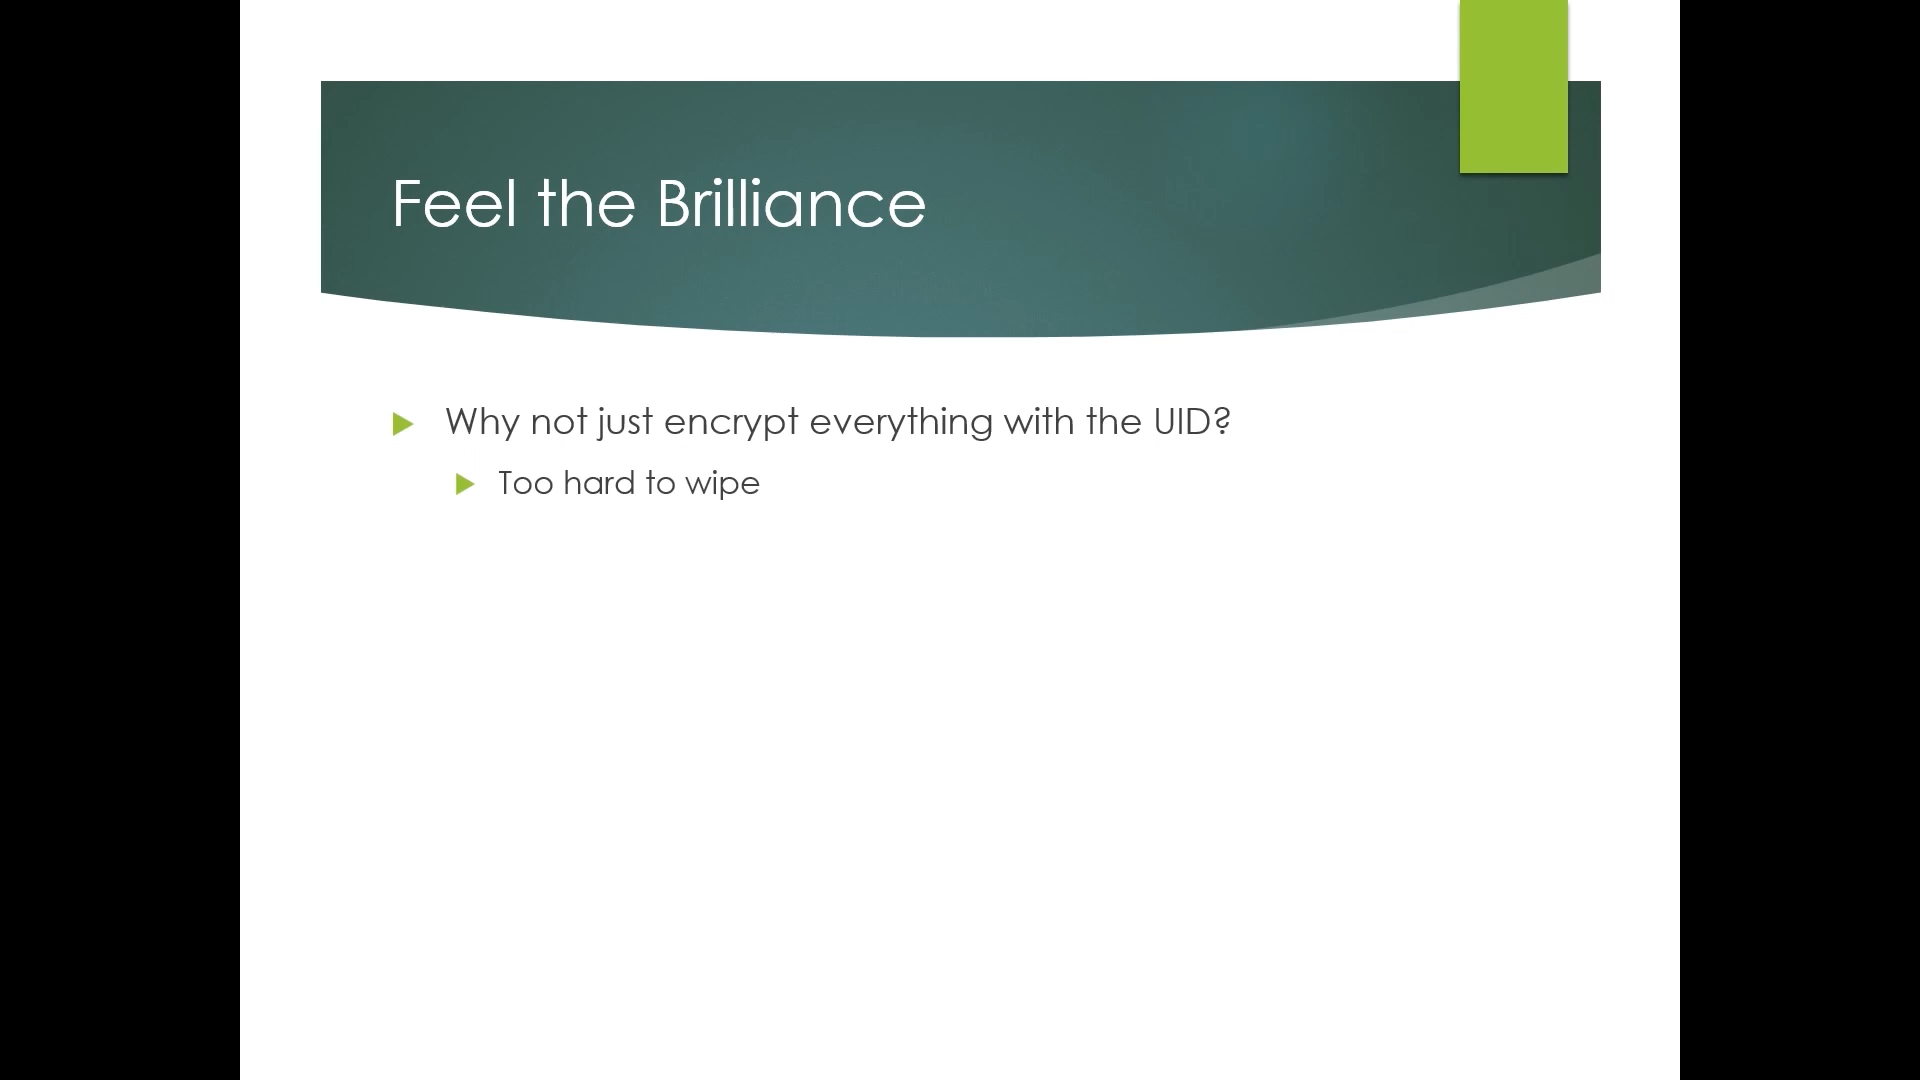 Feel the Brilliance
Why not just encrypt everything with the UID?
Too hard to wipe